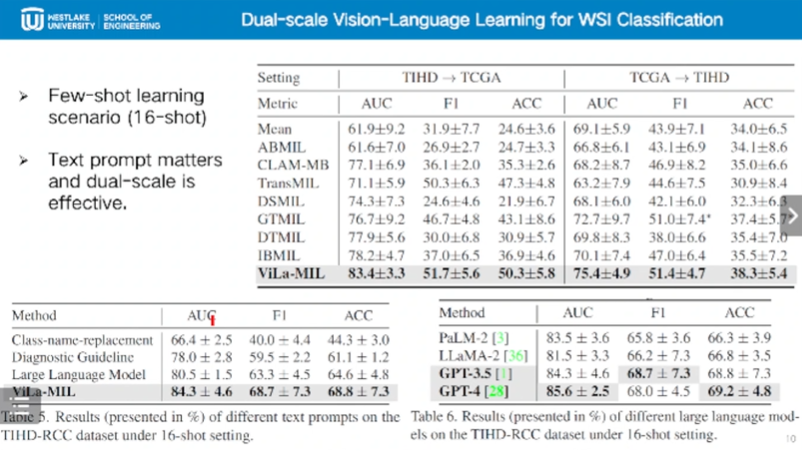 WESTLAKE UNIVERSITY SCHOOL OF ENGINEERING
Dual-scale Vision-Language Learning for WSI Classification
➢ Few-shot learning scenario (16-shot)
➢ Text prompt matters and dual-scale is effective.
Setting TIHD → TCGA TCGA → TIHD
Metric AUC F1 ACC AUC F1 ACC
Mean 61.9±9.2 31.9±7.7 24.6±3.6 69.1±5.9 43.9±7.1 34.0±6.5
ABMIL 61.6±7.0 26.9±2.7 24.7±3.3 66.8±6.1 43.1±6.9 34.1±8.6
CLAM-MB 77.1±6.9 36.1±2.0 35.3±2.6 68.2±8.7 46.9±8.2 35.0±6.6
TransMIL 71.1±5.9 50.3±6.3 47.3±4.8 63.2±7.9 44.6±7.5 30.9±8.4
DSMIL 74.3±7.3 24.6±4.6 21.9±6.7 68.1±6.0 42.1±6.0 32.3±6.3
GTMIL 76.7±9.2 46.7±4.8 43.1±8.6 72.7±9.7 51.0±7.4* 37.4±5.7
DTMIL 77.9±5.6 30.0±6.8 30.9±5.7 69.8±8.3 38.0±6.6 35.4±7.0
IBMIL 78.2±4.7 37.0±6.5 36.9±4.6 70.1±7.4 47.0±6.4 35.5±7.2
ViLa-MIL 83.4±3.3 51.7±5.6 50.3±5.8 75.4±4.9 51.4±4.7 38.3±5.4
Method AUC F1 ACC
Class-name-replacement 66.4 ± 2.5 40.0 ± 4.4 44.3 ± 3.0
Diagnostic Guideline 78.0 ± 2.8 59.5 ± 2.2 61.1 ± 1.2
Large Language Model 80.5 ± 1.5 63.3 ± 4.5 64.6 ± 4.8
ViLa-MIL 84.3 ± 4.6 68.7 ± 7.3 68.8 ± 7.3
Table 5. Results (presented in %) of different text prompts on the
TIHD-RCC dataset under 16-shot setting.
Method AUC F1 ACC
PaLM-2 [3] 83.5 ± 3.6 65.8 ± 3.6 66.3 ± 3.9
LLaMA-2 [36] 81.5 ± 3.3 66.2 ± 7.3 66.8 ± 3.5
GPT-3.5 [1] 84.3 ± 4.6 68.7 ± 7.3 68.8 ± 7.3
GPT-4 [28] 85.6 ± 2.5 68.0 ± 4.5 69.2 ± 4.8
Table 6. Results (presented in %) of different large language mod-
els on the TIHD-RCC dataset under 16-shot setting.
10